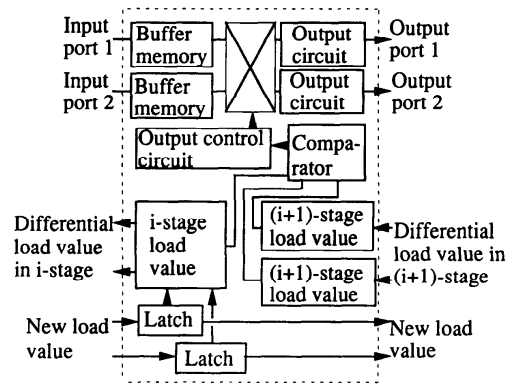 Input
port 1
Buffer
memory
Output
circuit
Output
port 1
Input
port 2
Buffer
memory
Output
circuit
Output
port 2
Output control
circuit
Compa-
rator
Differential
load value
in i-stage
i-stage
load
value
(i+1)-stage
load value
(i+1)-stage
load value
Differential
load value in
(i+1)-stage
New load
value
Latch
Latch
New load
value